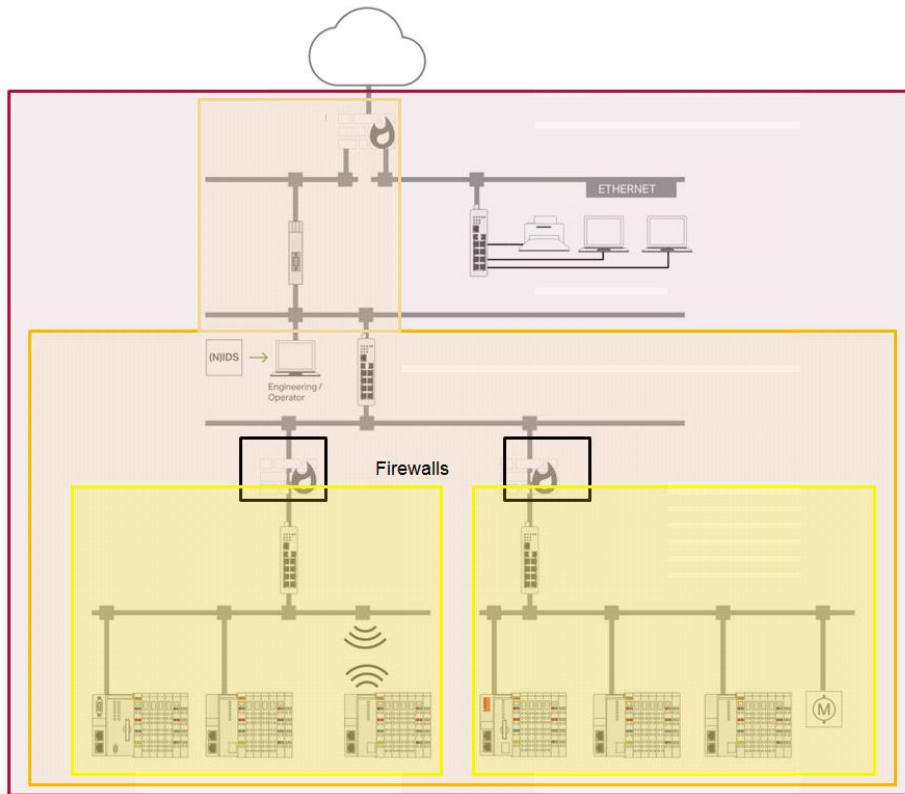 ETHERNET
(N)IDS
Engineering /
Operator
Firewalls
M